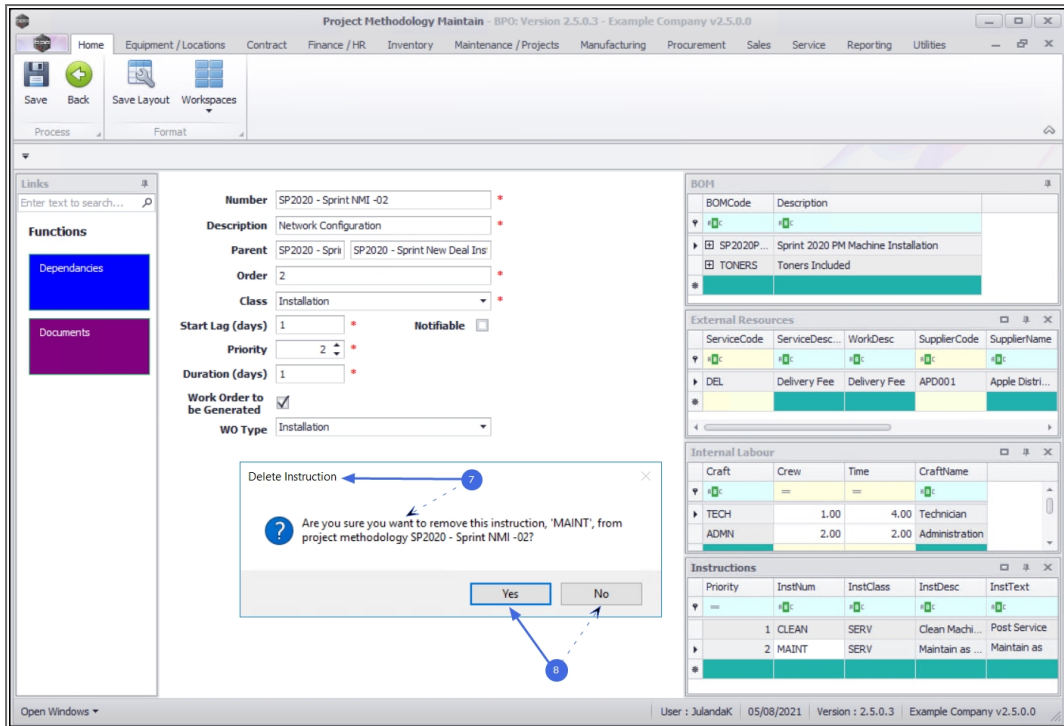 Project Methodology Maintain - BPO: Version 2.5.0.3 - Example Company v2.5.0.0
BPO
Home Equipment / Locations Contract Finance / HR Inventory Maintenance / Projects Manufacturing Procurement Sales Service Reporting Utilities
Save Back Save Layout Workspaces
Process Format
Links
Enter text to search...
Functions
Dependancies
Documents
Number SP2020 - Sprint NMI -02 *
Description Network Configuration *
Parent SP2020 - Spri SP2020 - Sprint New Deal Ins
Order 2 *
Class Installation *
Start Lag (days) 1 * Notifiable
Priority 2 *
Duration (days) 1 *
Work Order to
be Generated
WO Type Installation
Delete Instruction
7
Are you sure you want to remove this instruction, 'MAINT', from
project methodology SP2020 - Sprint NMI -02?
Yes No
8
BOM
BOMCode Description
SP2020P... Sprint 2020 PM Machine Installation
TONERS Toners Included
External Resources
ServiceCode ServiceDesc... WorkDesc SupplierCode SupplierName
DEL Delivery Fee Delivery Fee APD001 Apple Distri...
Internal Labour
Craft Crew Time CraftName
= =
TECH 1.00 4.00 Technician
ADMN 2.00 2.00 Administration
Instructions
Priority InstNum InstClass InstDesc InstText
=
1 CLEAN SERV Clean Machi... Post Service
2 MAINT SERV Maintain as ... Maintain as
Open Windows User : JulandaK 05/08/2021 Version : 2.5.0.3 Example Company v2.5.0.0